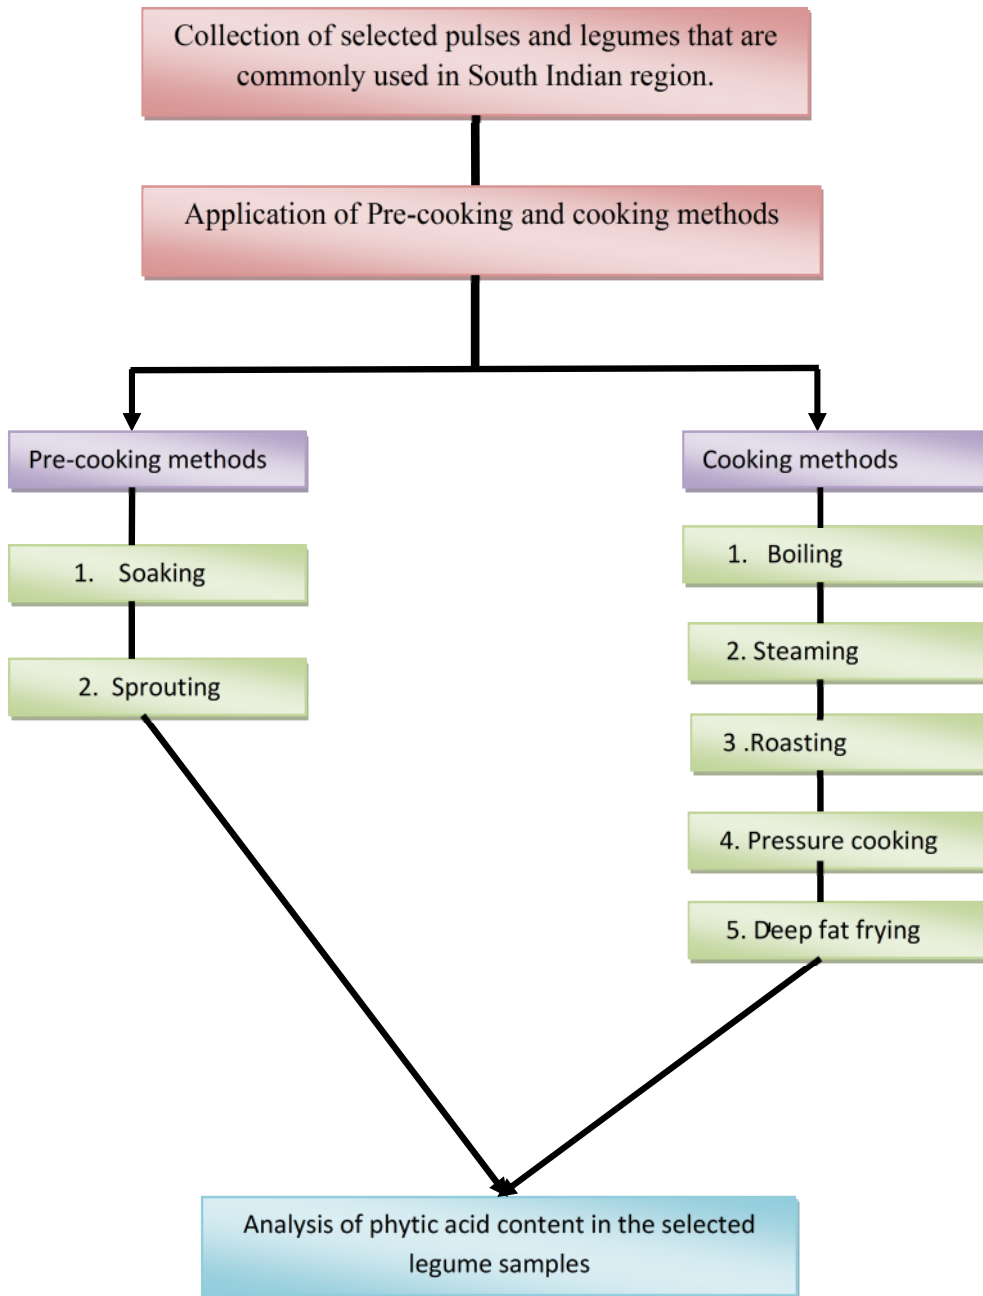 Collection of selected pulses and legumes that are
commonly used in South Indian region.
Application of Pre-cooking and cooking methods
Pre-cooking methods
1. Soaking
2. Sprouting
Cooking methods
1. Boiling
2. Steaming
3 .Roasting
4. Pressure cooking
5. Deep fat frying
Analysis of phytic acid content in the selected
legume samples